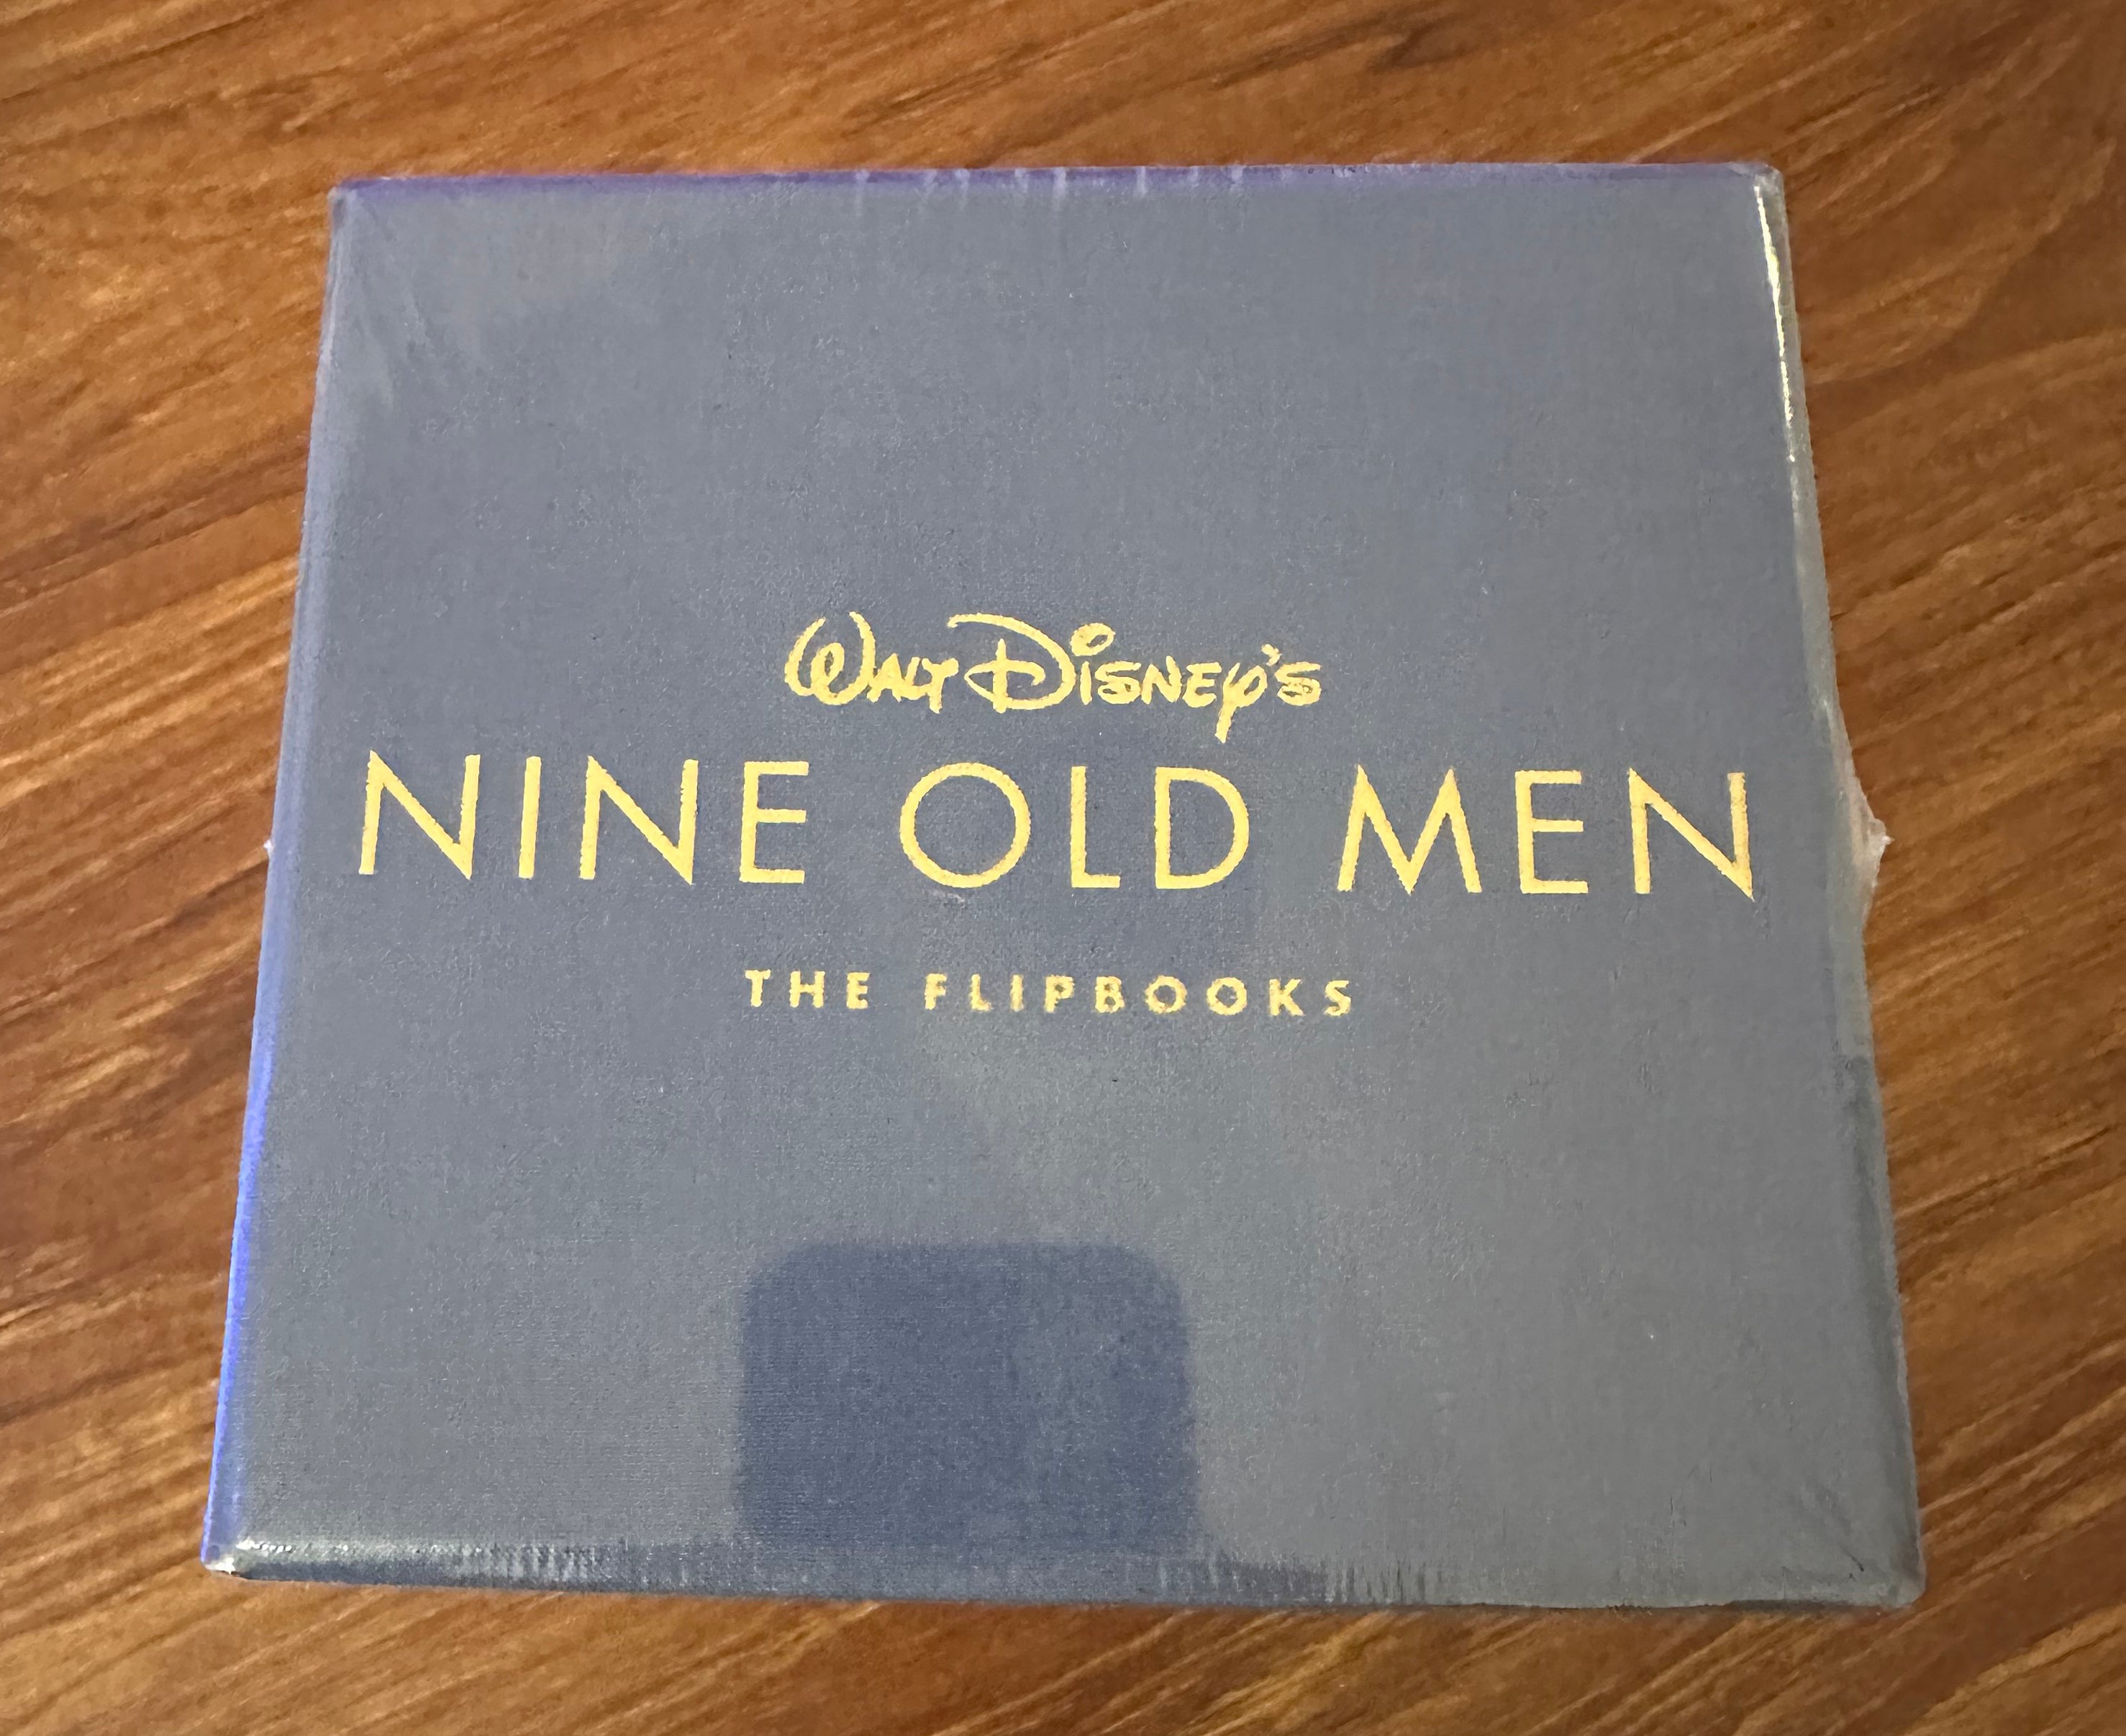 WALT DISNEY'S
NINE OLD MEN
THE FLIPBOOKS